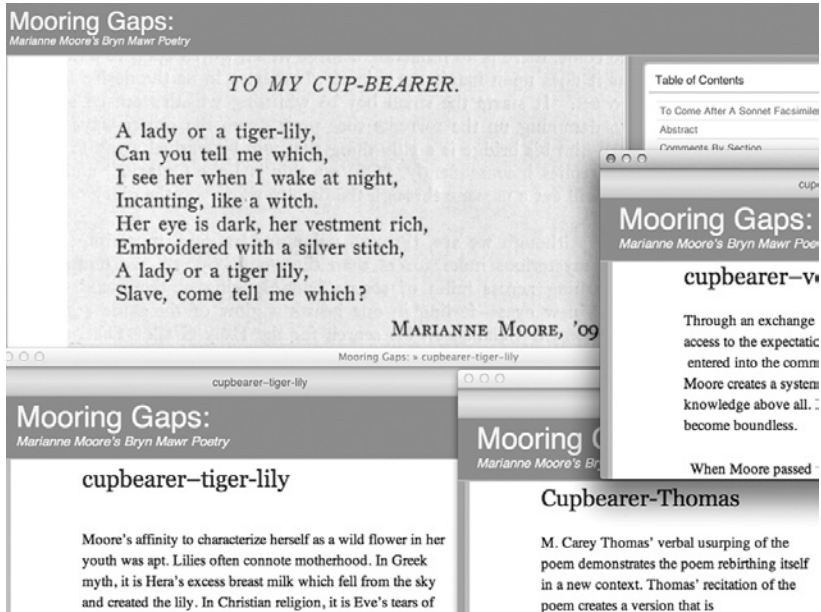 Mooring Gaps:
Marianne Moore's Bryn Mawr Poetry
TO MY CUP-BEARER.
A lady or a tiger-lily,
Can you tell me which,
I see her when I wake at night,
Incanting, like a witch.
Her eye is dark, her vestment rich,
Embroidered with a silver stitch,
A lady or a tiger lily,
Slave, come tell me which?
MARIANNE MOORE, '09
Table of Contents
To Come After A Sonnet Facsimiles
Abstract
Comments By Section
cupb
Mooring Gaps:
Marianne Moore's Bryn Mawr Poe
cupbearer–v
Through an exchange
access to the expectatio
entered into the comm
Moore creates a system
knowledge above all.
become boundless.
When Moore passed
Mooring Gaps: » cupbearer-tiger-lily
cupbearer–tiger-lily
Mooring Gaps:
Marianne Moore's Bryn Mawr Poetry
cupbearer–tiger-lily
Moore's affinity to characterize herself as a wild flower in her
youth was apt. Lilies often connote motherhood. In Greek
myth, it is Hera's excess breast milk which fell from the sky
and created the lily. In Christian religion, it is Eve's tears of
Mooring G
Marianne Moore's Br
Cupbearer-Thomas
M. Carey Thomas' verbal usurping of the
poem demonstrates the poem rebirthing itself
in a new context. Thomas' recitation of the
poem creates a version that is